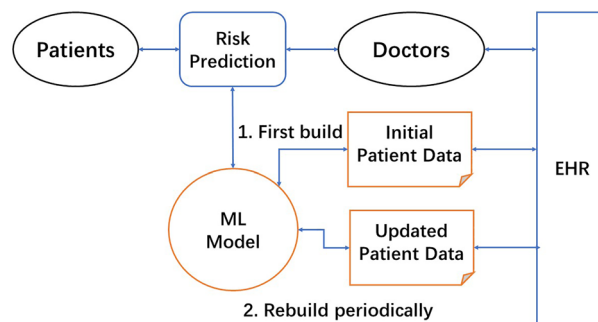 Patients
Risk
Prediction
Doctors
1. First build
Initial
Patient Data
EHR
ML
Model
Updated
Patient Data
2. Rebuild periodically